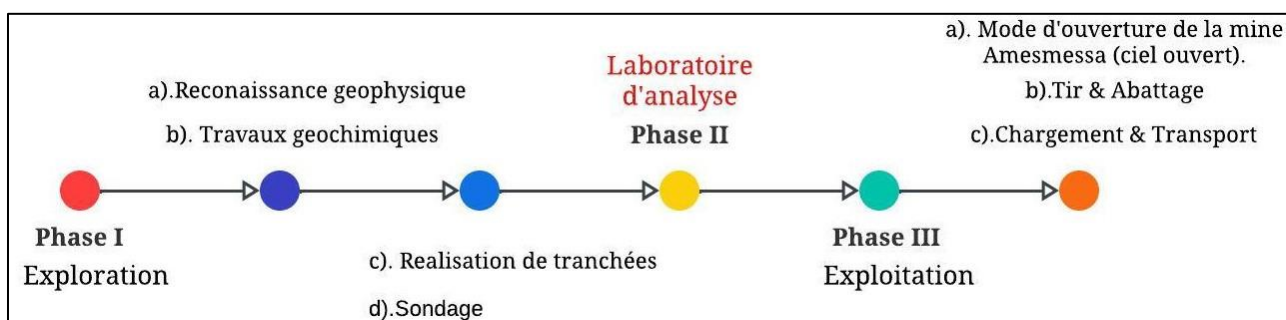 Phase I
Exploration
a).Reconaissance geophysique
b). Travaux geochimiques
c). Realisation de tranchées
d).Sondage
Laboratoire
d'analyse
Phase II
Phase III
Exploitation
a). Mode d'ouverture de la mine
Amesmessa (ciel ouvert).
b).Tir & Abattage
c).Chargement & Transport